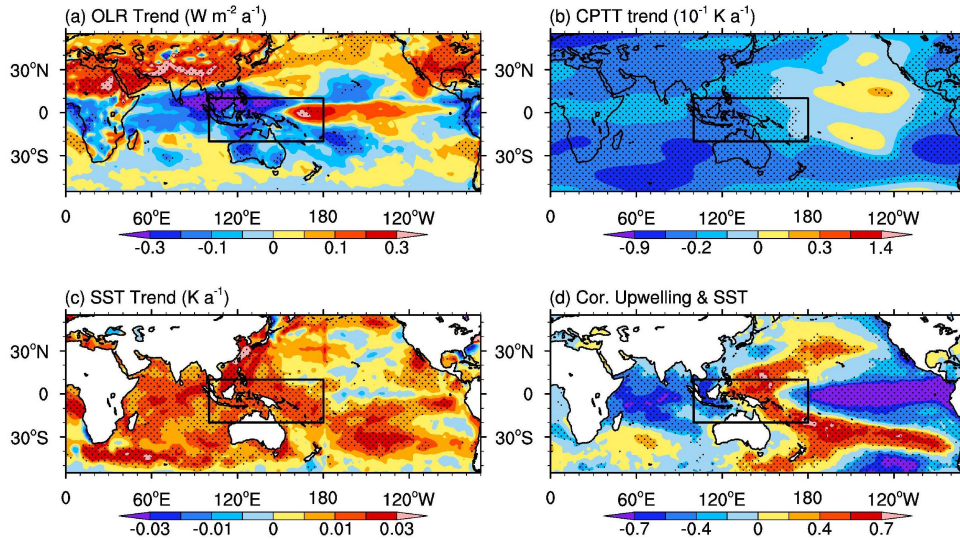 (a) OLR Trend (W m⁻² a⁻¹)
30°N
0
30°S
0 60°E 120°E 180 120°W
-0.3 -0.1 0 0.1 0.3
(b) CPTT trend (10⁻¹ K a⁻¹)
30°N
0
30°S
0 60°E 120°E 180 120°W
-0.9 -0.2 0 0.3 1.4
(c) SST Trend (K a⁻¹)
30°N
0
30°S
0 60°E 120°E 180 120°W
-0.03 -0.01 0 0.01 0.03
(d) Cor. Upwelling & SST
30°N
0
30°S
0 60°E 120°E 180 120°W
-0.7 -0.4 0 0.4 0.7